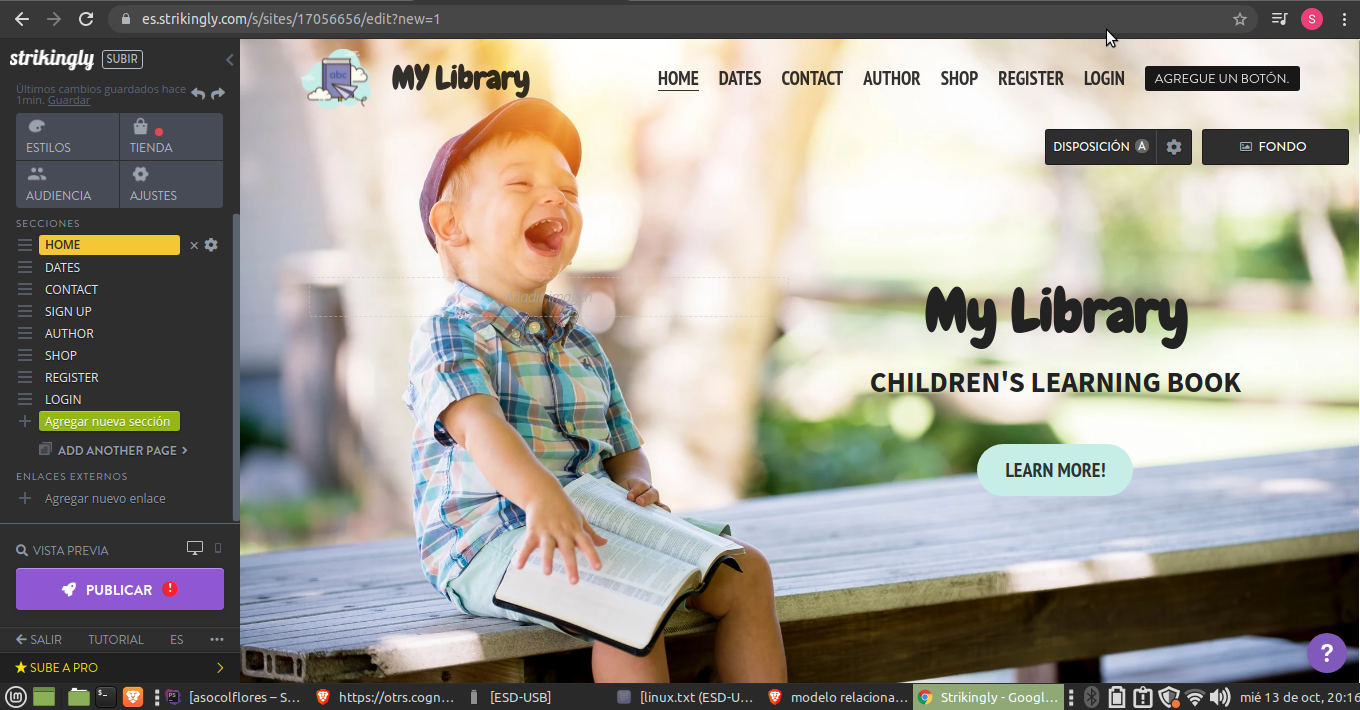 es.strikingly.com/s/sites/17056656/edit?new=1
S
strikingly SUBIR
Últimos cambios guardados hace
1min. Guardar
ESTILOS
TIENDA
AUDIENCIA
AJUSTES
SECCIONES
HOME
DATES
CONTACT
SIGN UP
AUTHOR
SHOP
REGISTER
LOGIN
Agregar nueva sección
ADD ANOTHER PAGE >
ENLACES EXTERNOS
Agregar nuevo enlace
VISTA PREVIA
PUBLICAR !
SALIR TUTORIAL ES
SUBE A PRO
abc
MY Library
HOME DATES CONTACT AUTHOR SHOP REGISTER LOGIN AGREGUE UN BOTÓN.
DISPOSICIÓN A
FONDO
My Library
CHILDREN'S LEARNING BOOK
LEARN MORE!
?
[asocolflores – S... https://otrs.cogn... [ESD-USB] [linux.txt (ESD-U... modelo relaciona... Strikingly - Googl... mié 13 de oct, 20:16